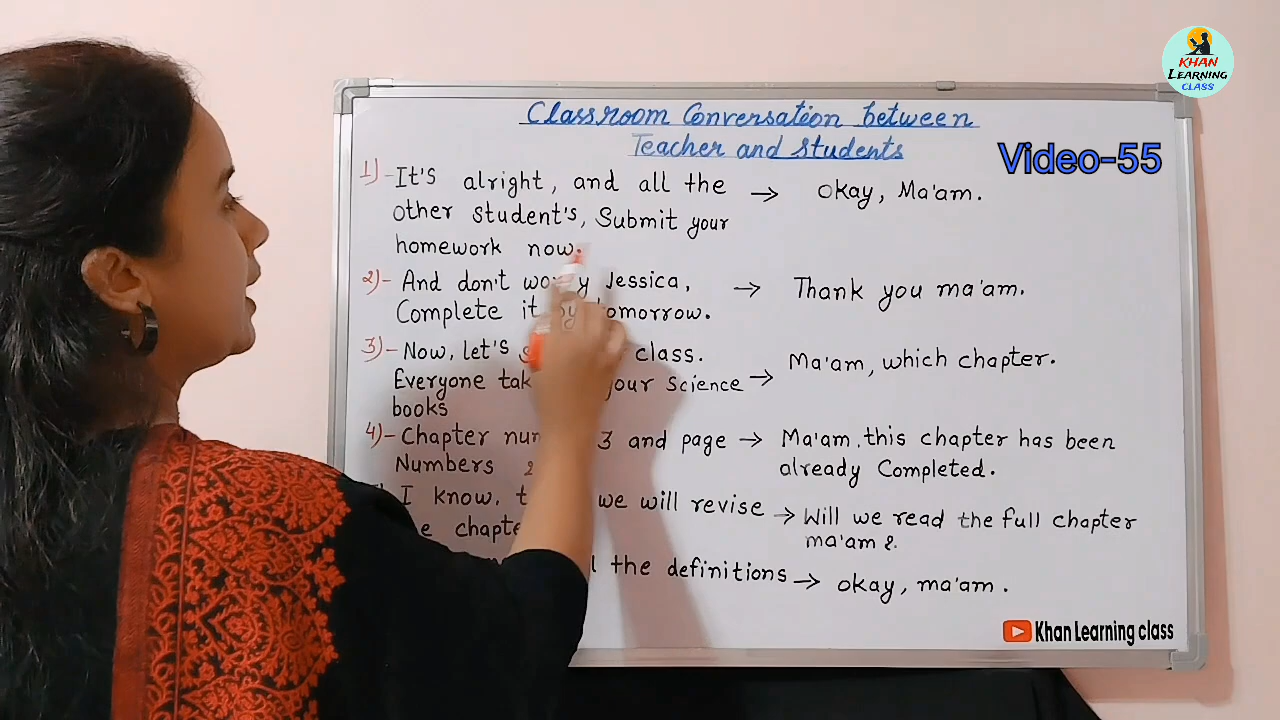 KHAN
LEARNING
CLASS
Classroom Conversation between
Teacher and students
Video-55
1)- It's alright, and all the → okay, Ma'am.
other student's, Submit your
homework now.
2)- And don't worry Jessica, → Thank you ma'am.
Complete it by tomorrow.
3)- Now, let's class. → Ma'am, which chapter.
Everyone your science
books
4)- Chapter 3 and page → Ma'am, this chapter has been
Numbers already Completed.
I know, we will revise → Will we read the full chapter
ma'am?
the definitions → okay, ma'am.
Khan Learning class